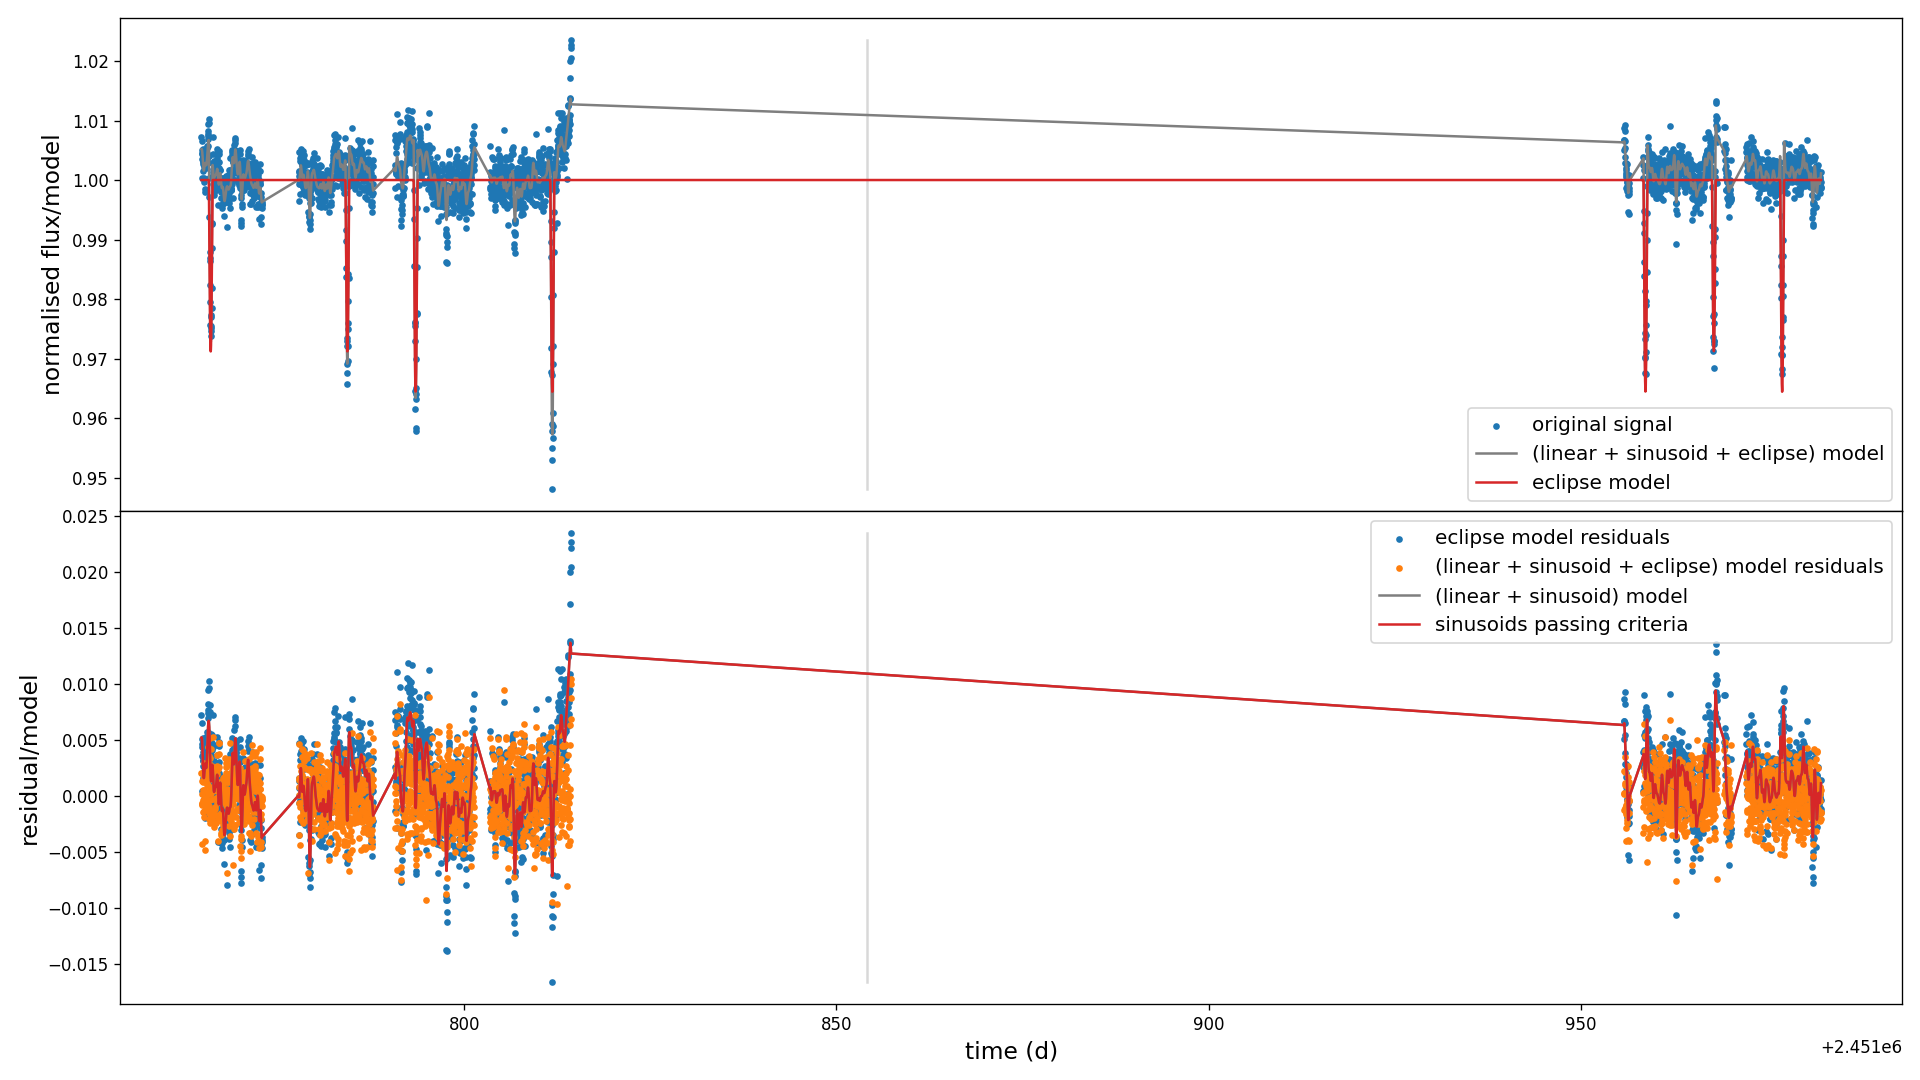 normalised flux/model
1.02
1.01
1.00
0.99
0.98
0.97
0.96
0.95
original signal
(linear + sinusoid + eclipse) model
eclipse model
residual/model
0.025
0.020
0.015
0.010
0.005
0.000
−0.005
−0.010
−0.015
eclipse model residuals
(linear + sinusoid + eclipse) model residuals
(linear + sinusoid) model
sinusoids passing criteria
800
850
900
950
time (d)
+2.451e6